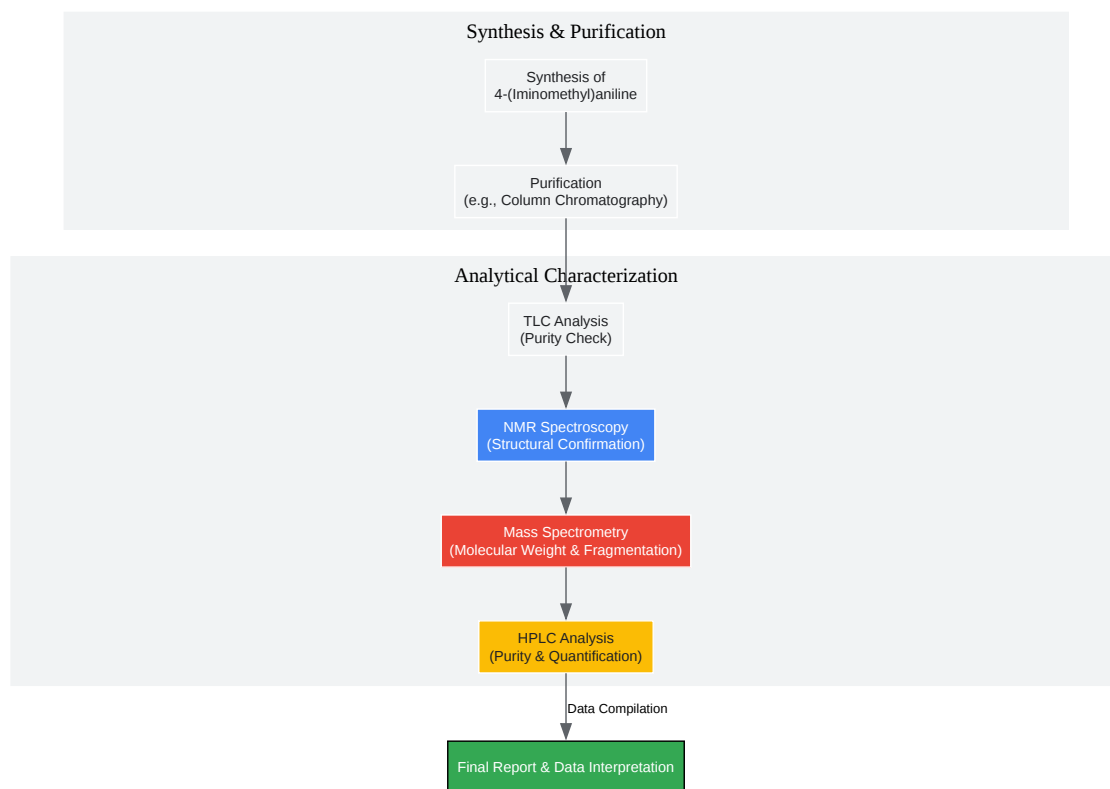 Synthesis & Purification
Synthesis of
4-(Iminomethyl)aniline
Purification
(e.g., Column Chromatography)
Analytical Characterization
TLC Analysis
(Purity Check)
NMR Spectroscopy
(Structural Confirmation)
Mass Spectrometry
(Molecular Weight & Fragmentation)
HPLC Analysis
(Purity & Quantification)
Data Compilation
Final Report & Data Interpretation